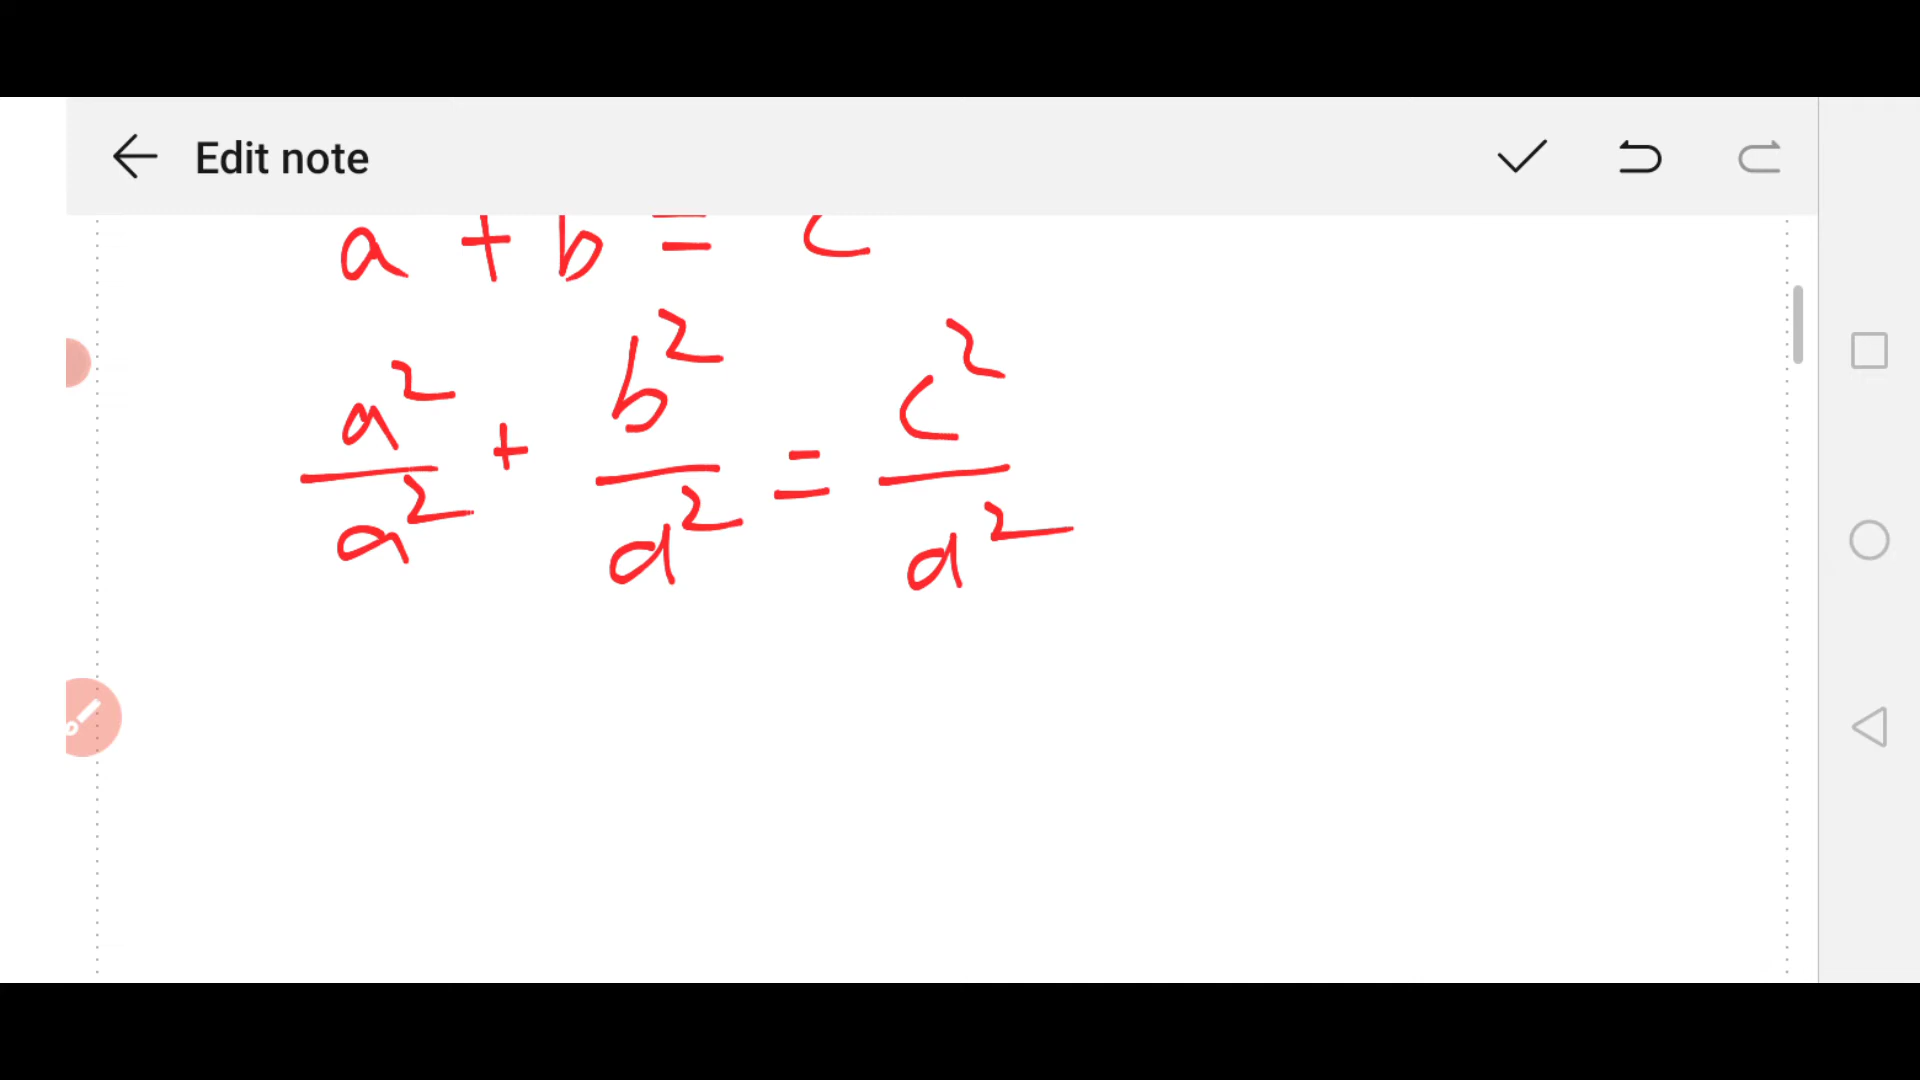 Edit note
a + b = c
a²/a² + b²/a² = c²/a²